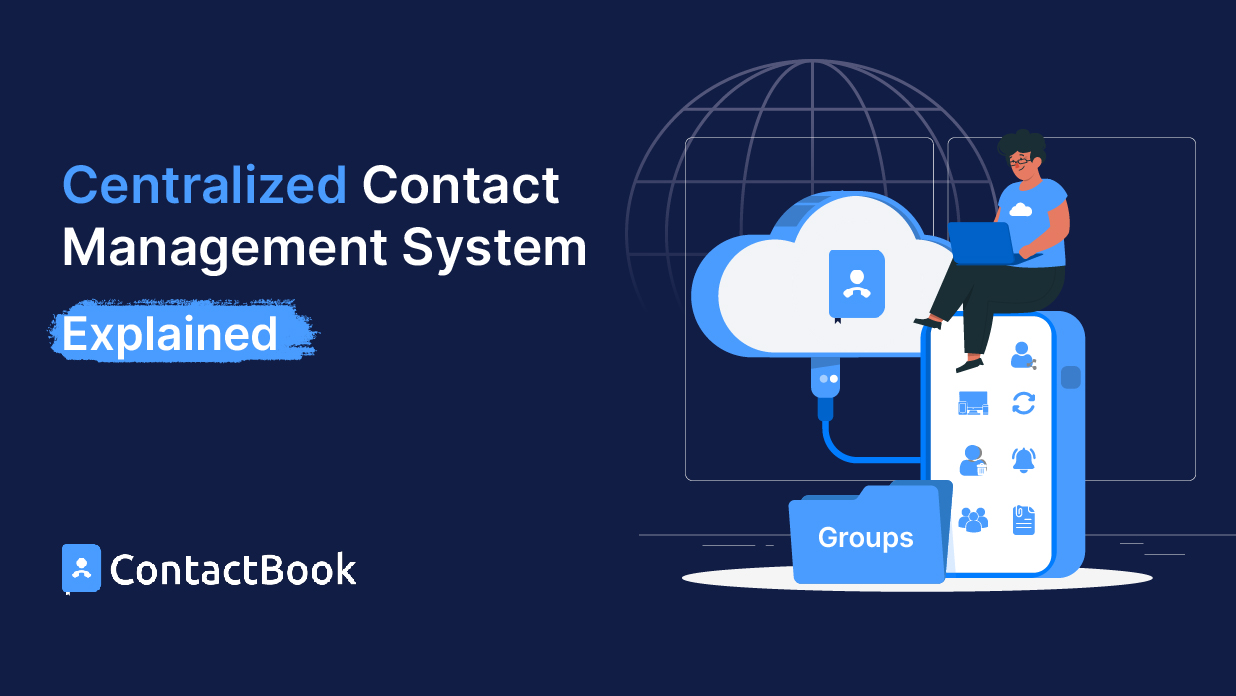 Centralized Contact
Management System
Explained
Groups
ContactBook